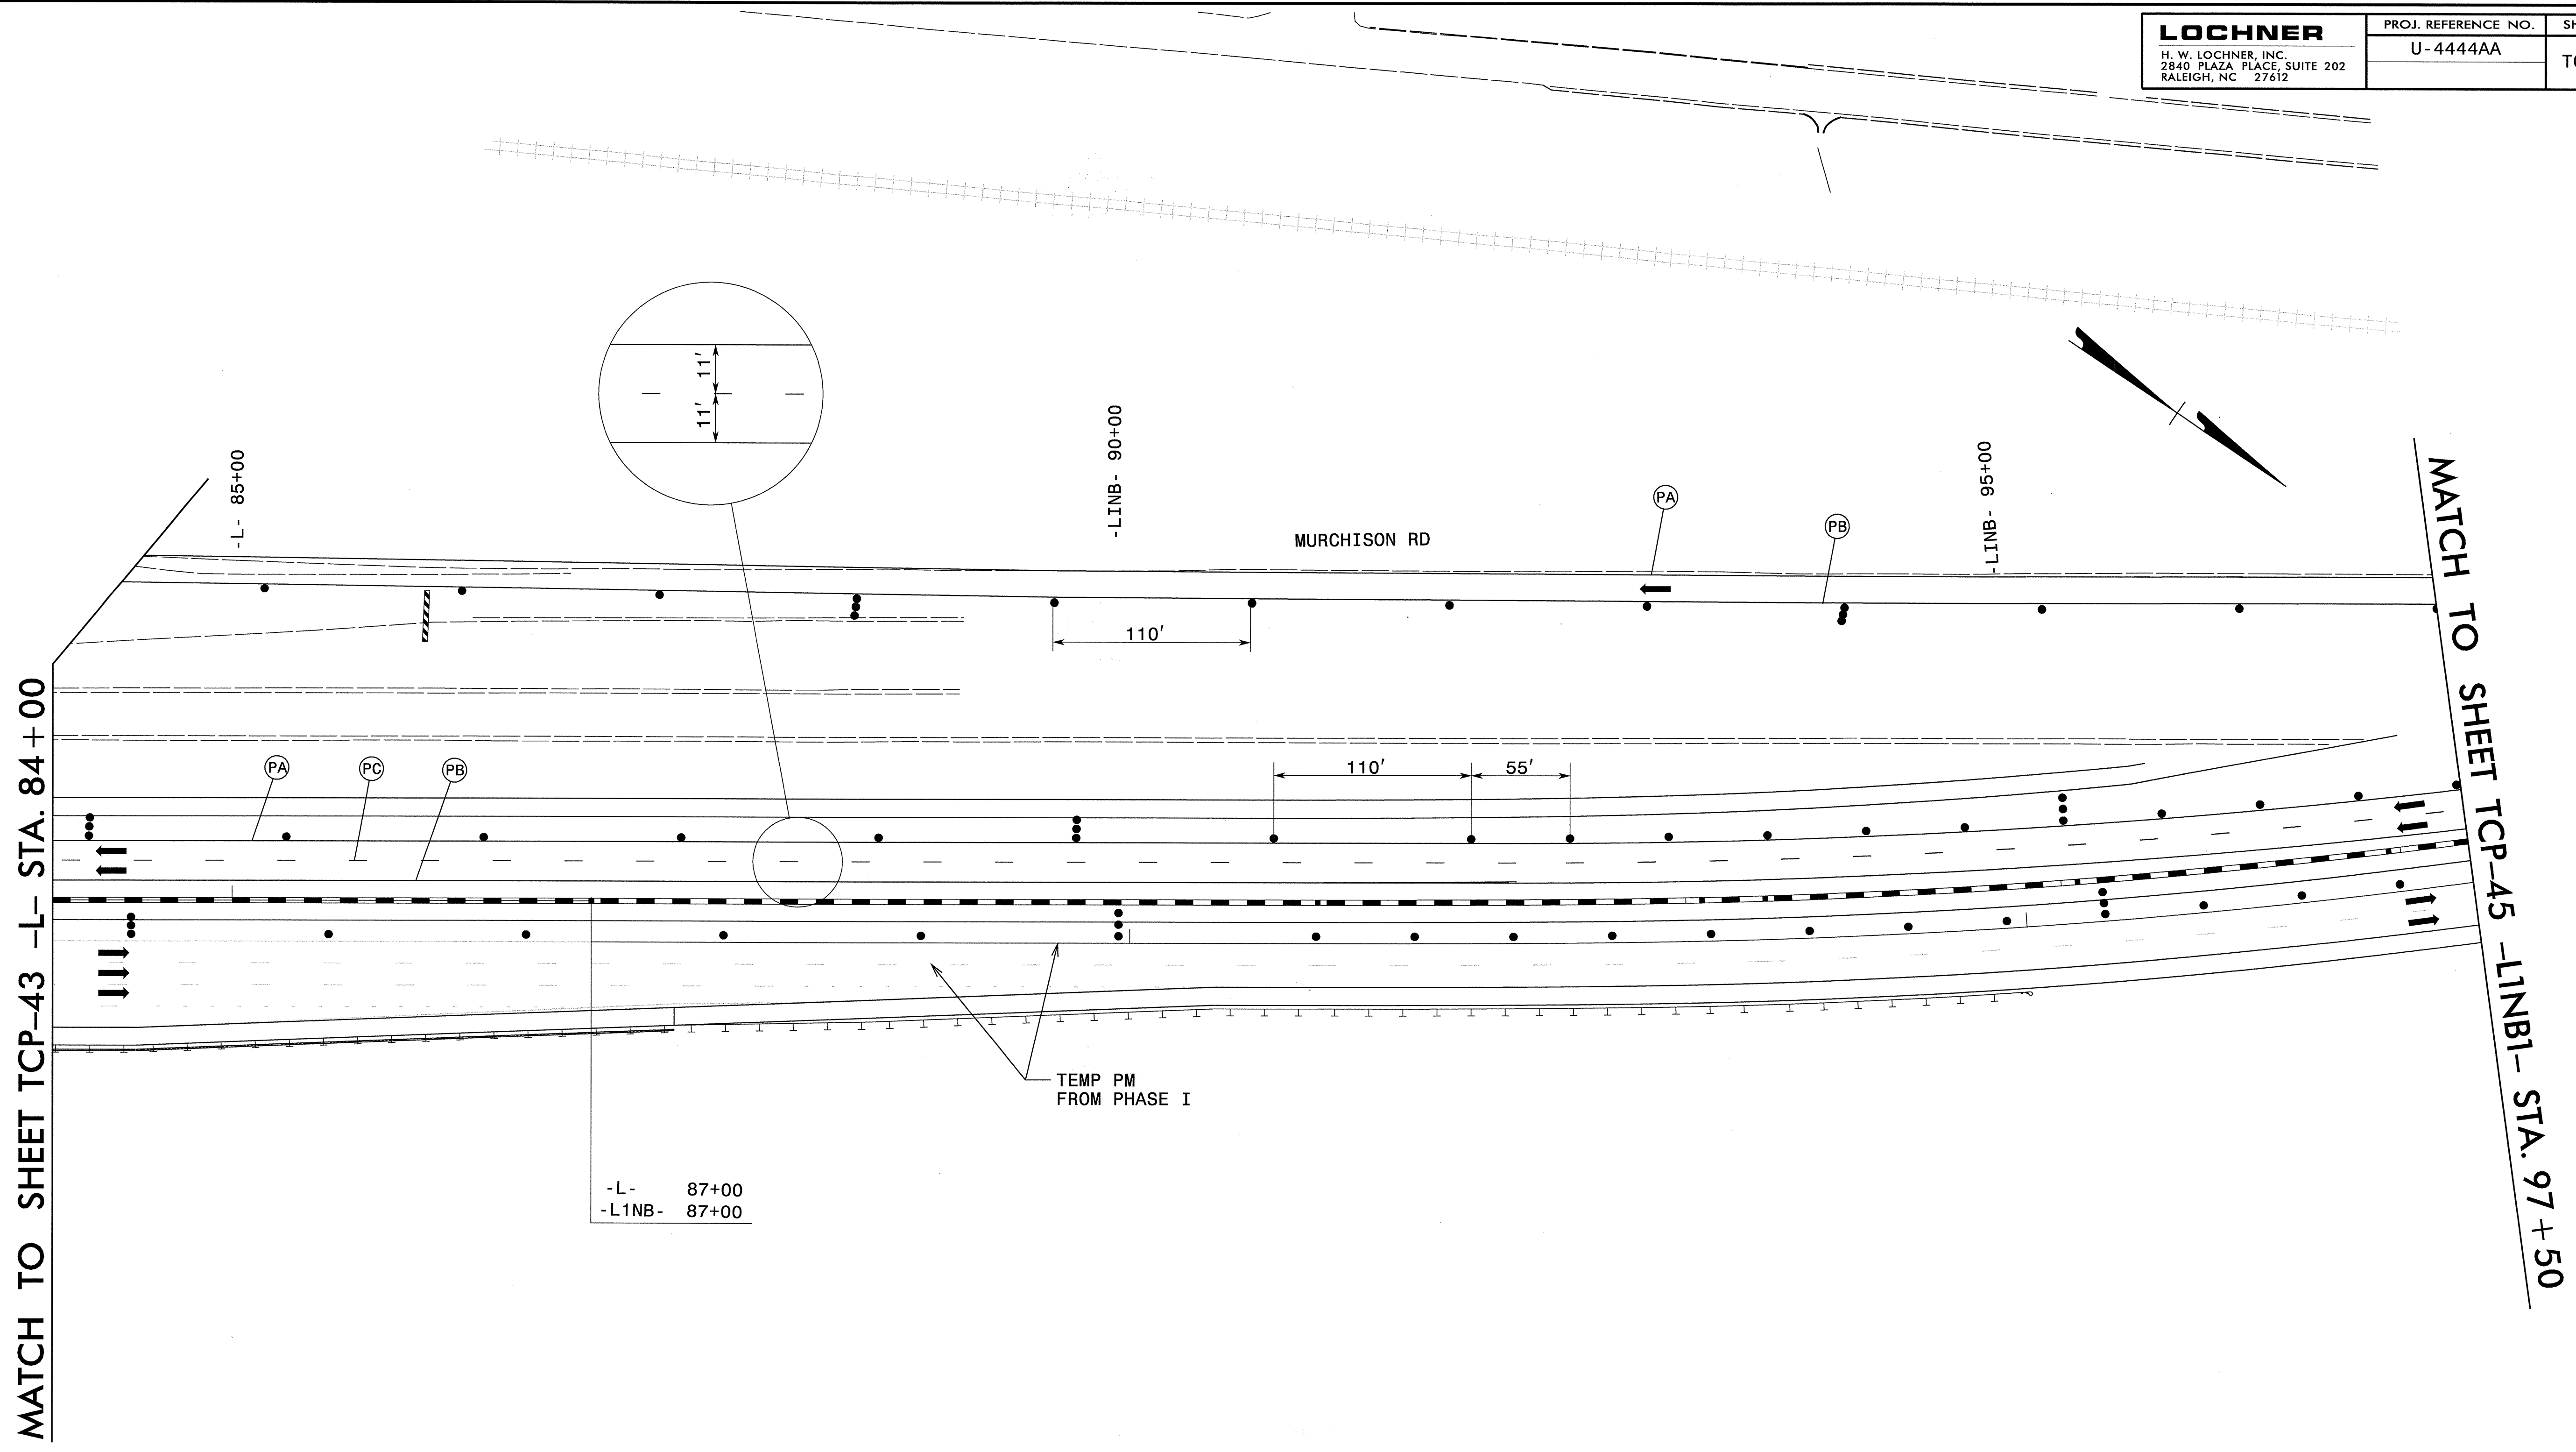 LOCHNER
H. W. LOCHNER, INC.
2840 PLAZA PLACE, SUITE 202
RALEIGH, NC 27612
PROJ. REFERENCE NO.
U-4444AA
11'
11'
-L- 85+00
-LINB- 90+00
-LINB- 95+00
MURCHISON RD
PA
PB
110'
MATCH TO SHEET TCP-43 -L- STA. 84+00
MATCH TO SHEET TCP-45 -L1NB1- STA. 97+50
PA
PC
PB
110'
55'
TEMP PM
FROM PHASE I
-L- 87+00
-L1NB- 87+00